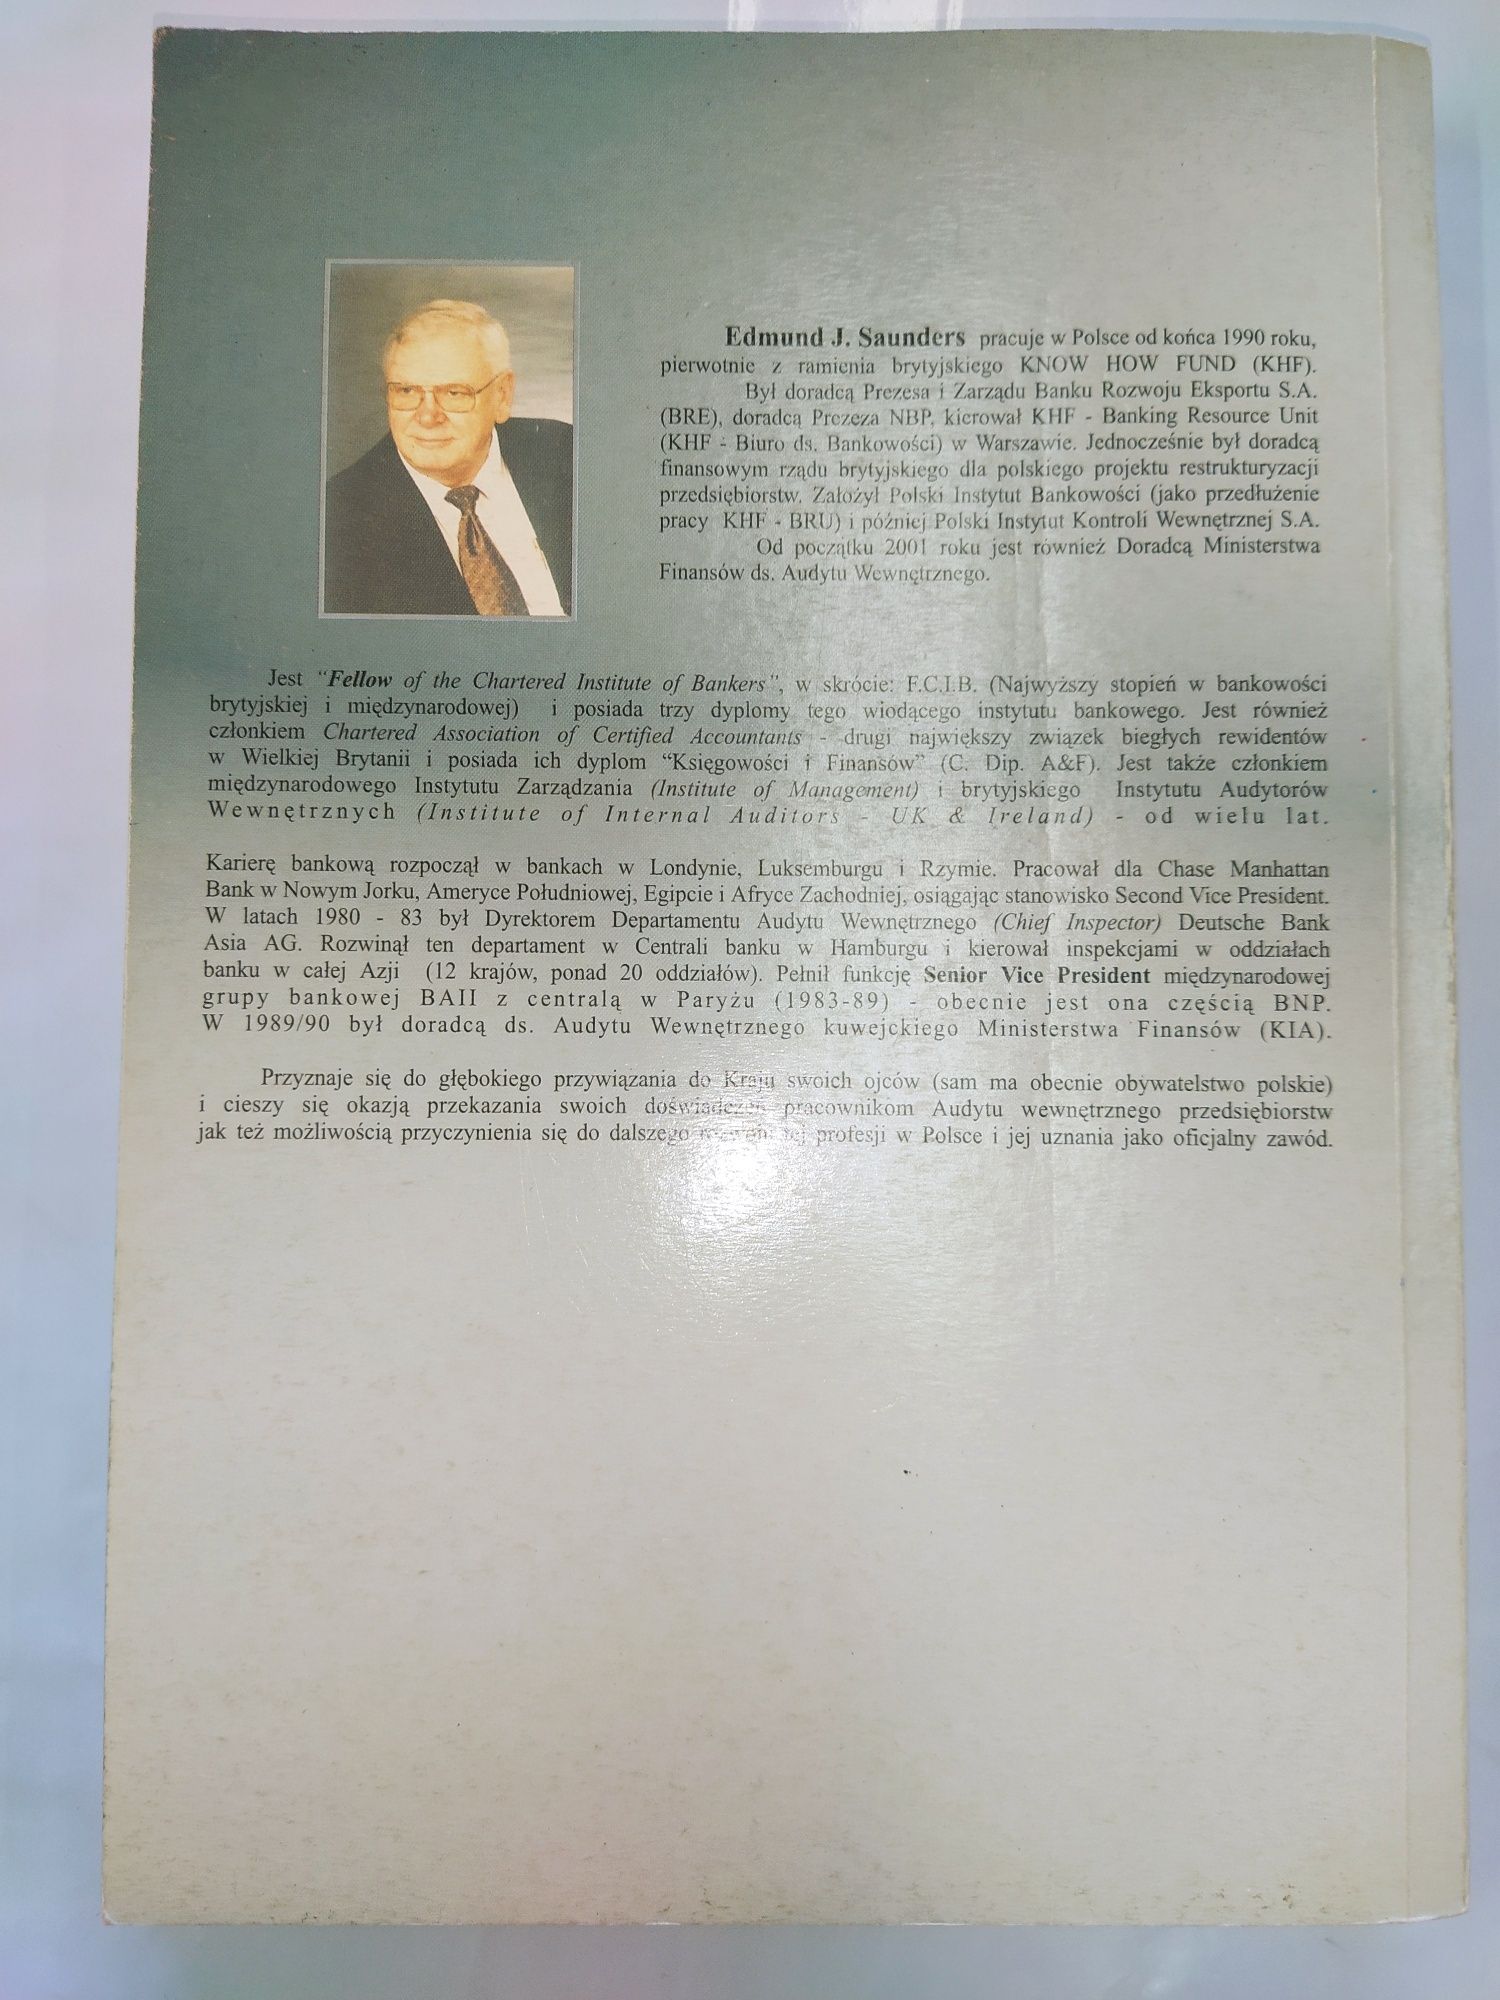 Edmund J. Saunders pracuje w Polsce od końca 1990 roku,
pierwotnie z ramienia brytyjskiego KNOW HOW FUND (KHF).
Był doradcą Prezesa i Zarządu Banku Rozwoju Eksportu S.A.
(BRE), doradcą Prezeza NBP, kierował KHF - Banking Resource Unit
(KHF - Biuro ds. Bankowości) w Warszawie. Jednocześnie był doradcą
finansowym rządu brytyjskiego dla polskiego projektu restrukturyzacji
przedsiębiorstw. Założył Polski Instytut Bankowości (jako przedłużenie
pracy KHF - BRU) i później Polski Instytut Kontroli Wewnętrznej S.A.
Od początku 2001 roku jest również Doradcą Ministerstwa
Finansów ds. Audytu Wewnętrznego.
Jest "Fellow of the Chartered Institute of Bankers", w skrócie: F.C.I.B. (Najwyższy stopień w bankowości
brytyjskiej i międzynarodowej) i posiada trzy dyplomy tego wiodącego instytutu bankowego. Jest również
członkiem Chartered Association of Certified Accountants - drugi największy związek biegłych rewidentów
w Wielkiej Brytanii i posiada ich dyplom “Księgowości i Finansów” (C. Dip. A&F). Jest także członkiem
międzynarodowego Instytutu Zarządzania (Institute of Management) i brytyjskiego Instytutu Audytorów
Wewnętrznych (Institute of Internal Auditors - UK & Ireland) - od wielu lat.
Karierę bankową rozpoczął w bankach w Londynie, Luksemburgu i Rzymie. Pracował dla Chase Manhattan
Bank w Nowym Jorku, Ameryce Południowej, Egipcie i Afryce Zachodniej, osiągając stanowisko Second Vice President.
W latach 1980 - 83 był Dyrektorem Departamentu Audytu Wewnętrznego (Chief Inspector) Deutsche Bank
Asia AG. Rozwinął ten departament w Centrali banku w Hamburgu i kierował inspekcjami w oddziałach
banku w całej Azji (12 krajów, ponad 20 oddziałów). Pełnił funkcję Senior Vice President międzynarodowej
grupy bankowej BAII z centralą w Paryżu (1983-89) - obecnie jest ona częścią BNP.
W 1989/90 był doradcą ds. Audytu Wewnętrznego kuwejckiego Ministerstwa Finansów (KIA).
Przyznaje się do głębokiego przywiązania do Kraju swoich ojców (sam ma obecnie obywatelstwo polskie)
i cieszy się okazją przekazania swoich doświadczeń pracownikom Audytu wewnętrznego przedsiębiorstw
jak też możliwością przyczynienia się do dalszego rozwoju tej profesji w Polsce i jej uznania jako oficjalny zawód.